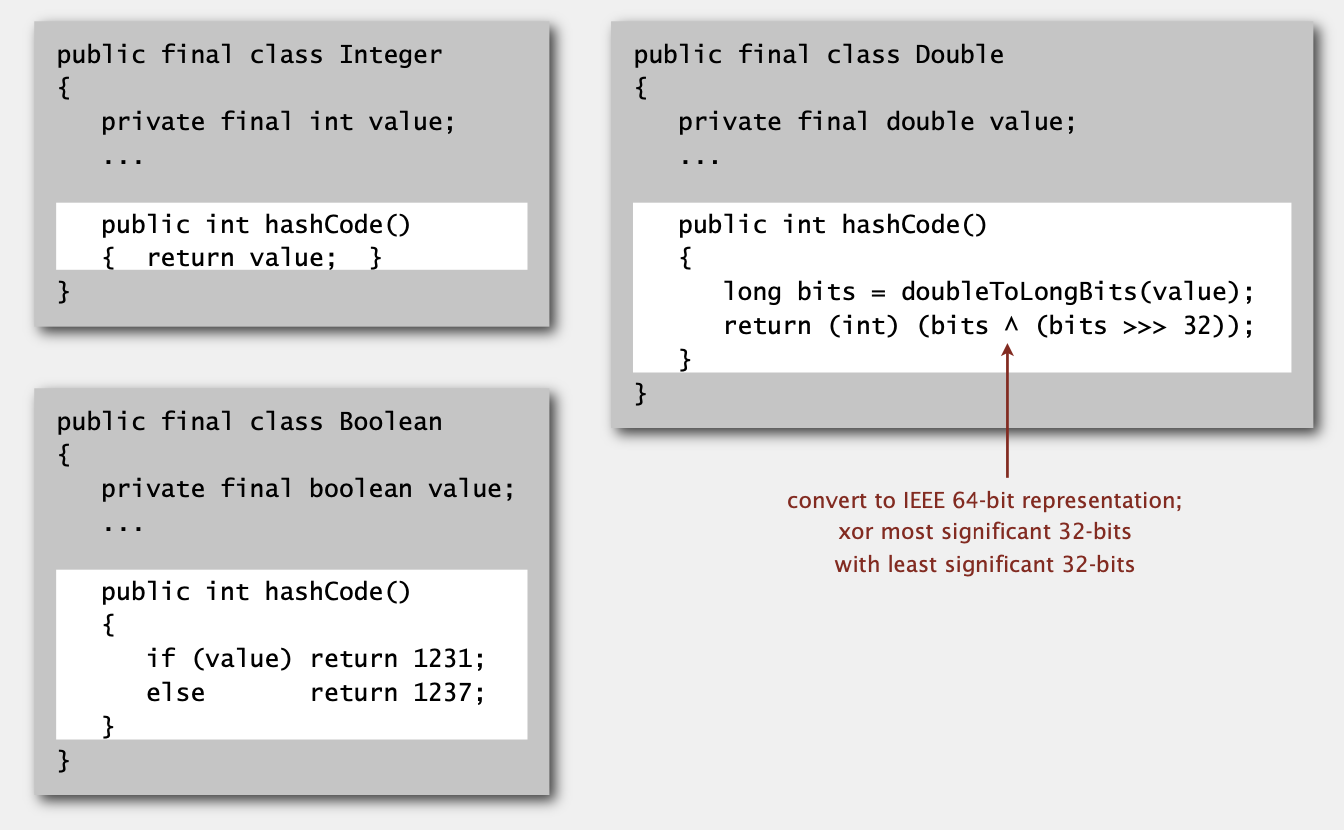 public final class Integer
{
   private final int value;
   ...

   public int hashCode()
   {  return value;  }
}
public final class Boolean
{
   private final boolean value;
   ...

   public int hashCode()
   {
      if (value) return 1231;
      else       return 1237;
   }
}
public final class Double
{
   private final double value;
   ...

   public int hashCode()
   {
      long bits = doubleToLongBits(value);
      return (int) (bits ^ (bits >>> 32));
   }
}
convert to IEEE 64-bit representation;
xor most significant 32-bits
with least significant 32-bits